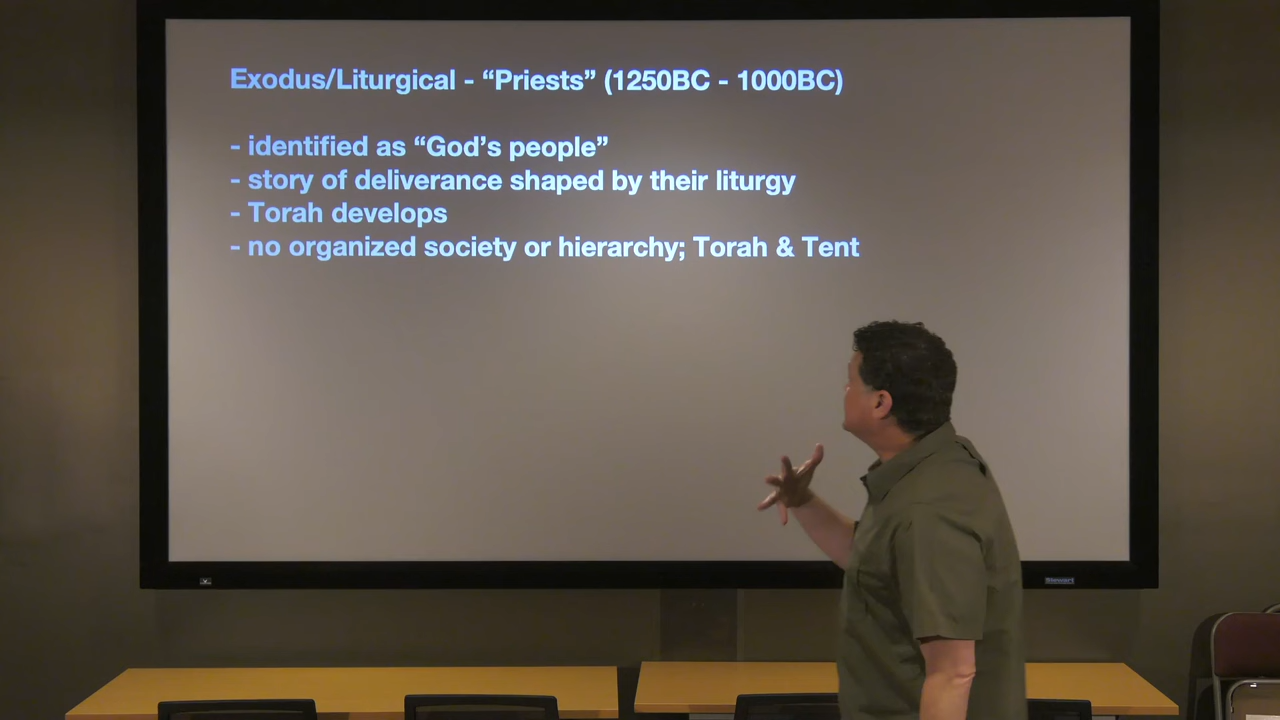 Exodus/Liturgical - “Priests” (1250BC - 1000BC)
- identified as “God’s people”
- story of deliverance shaped by their liturgy
- Torah develops
- no organized society or hierarchy; Torah & Tent
Stewart